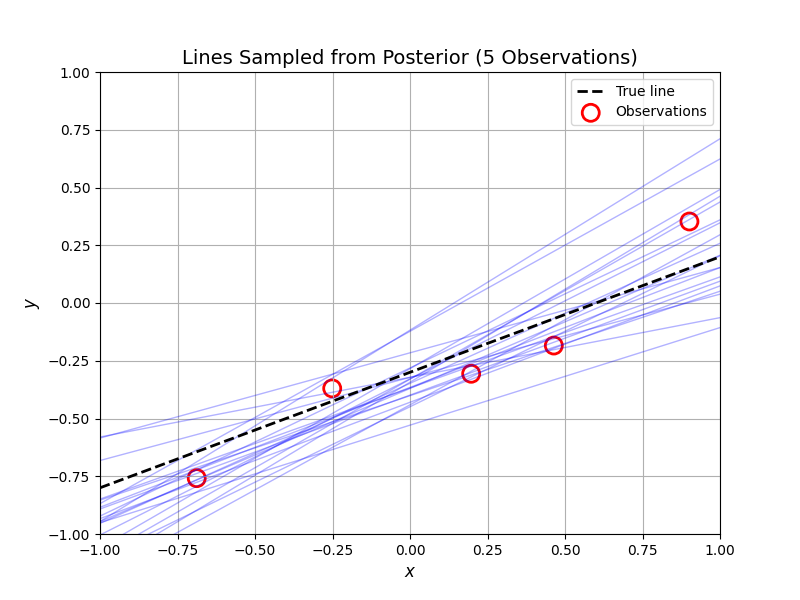 Lines Sampled from Posterior (5 Observations)
True line
Observations
1.00
0.75
0.50
0.25
0.00
−0.25
−0.50
−0.75
−1.00
y
−1.00 −0.75 −0.50 −0.25 0.00 0.25 0.50 0.75 1.00
x